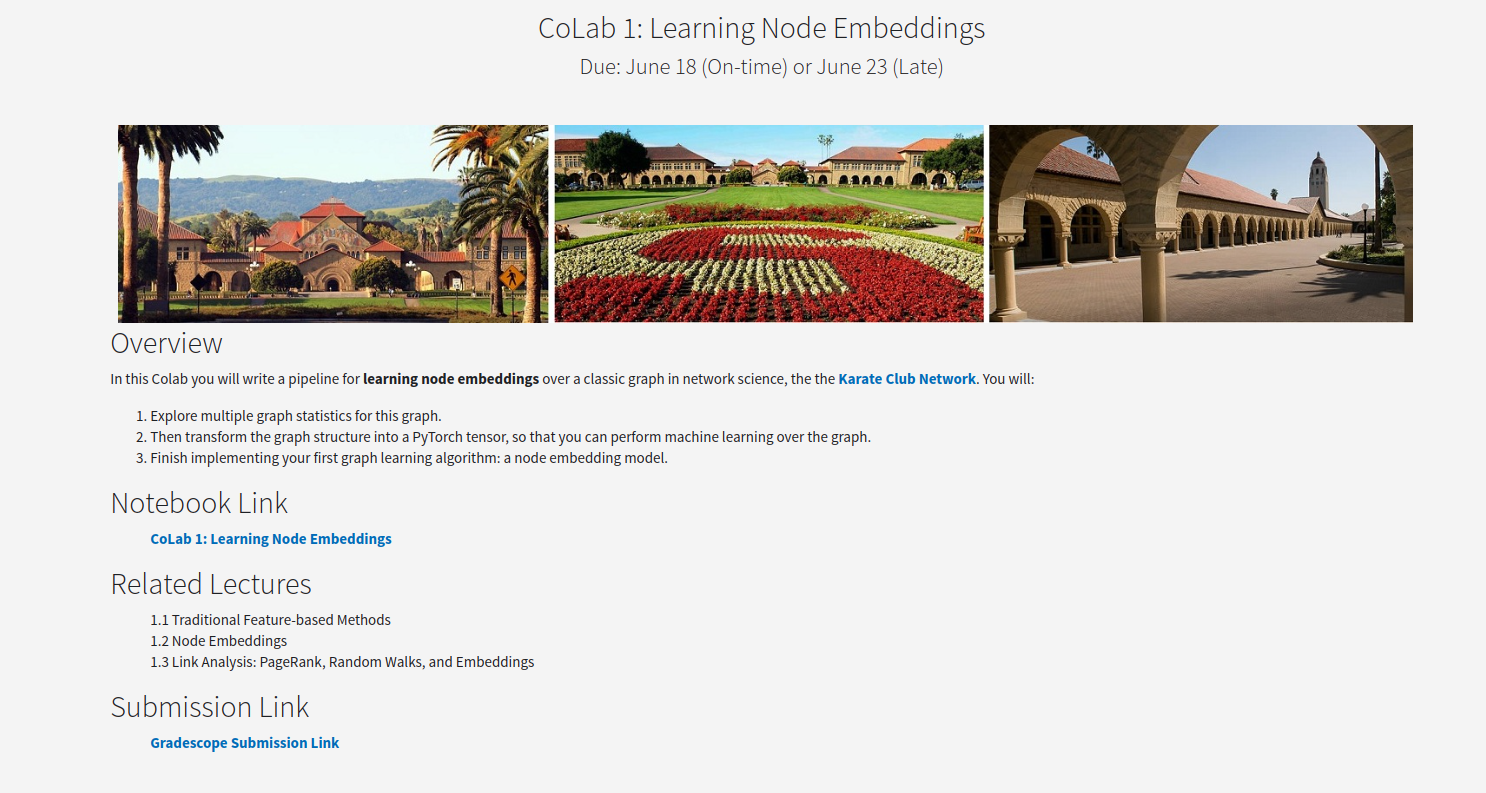 CoLab 1: Learning Node Embeddings
Due: June 18 (On-time) or June 23 (Late)
Overview
In this Colab you will write a pipeline for learning node embeddings over a classic graph in network science, the the Karate Club Network. You will:
1. Explore multiple graph statistics for this graph.
2. Then transform the graph structure into a PyTorch tensor, so that you can perform machine learning over the graph.
3. Finish implementing your first graph learning algorithm: a node embedding model.
Notebook Link
CoLab 1: Learning Node Embeddings
Related Lectures
1.1 Traditional Feature-based Methods
1.2 Node Embeddings
1.3 Link Analysis: PageRank, Random Walks, and Embeddings
Submission Link
Gradescope Submission Link